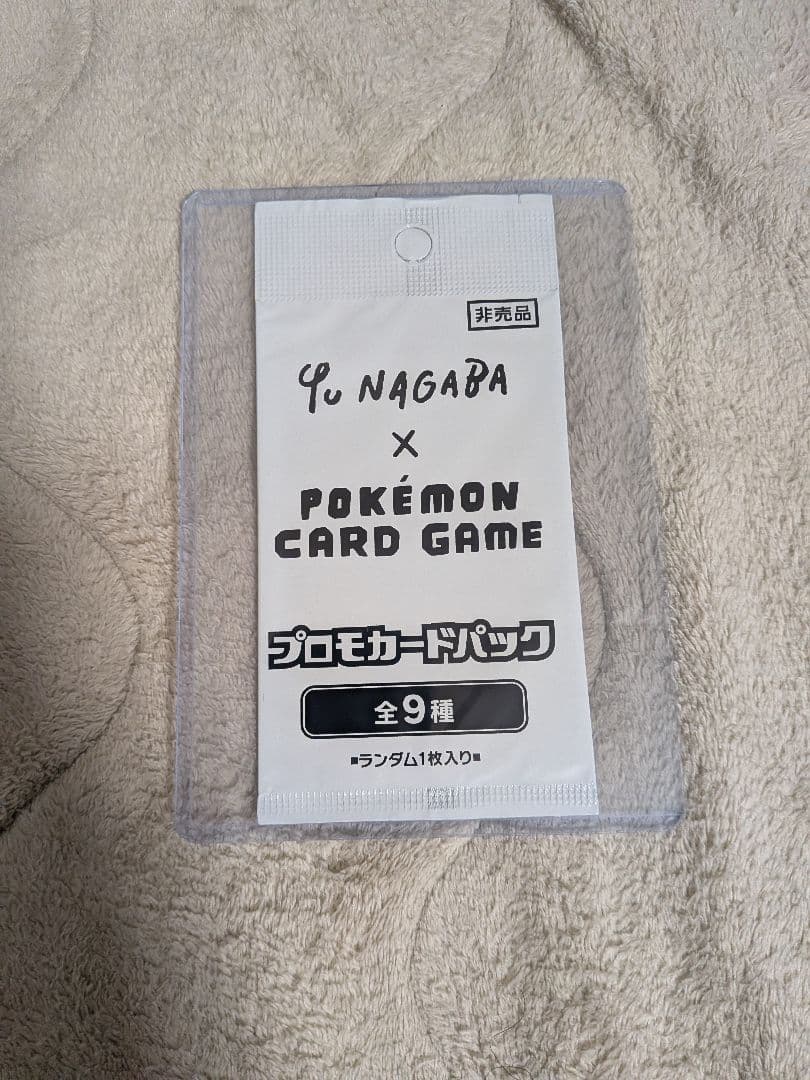 非売品
Yu NAGABA
×
POKÉMON
CARD GAME
プロモカードパック
全9種
■ランダム1枚入り■